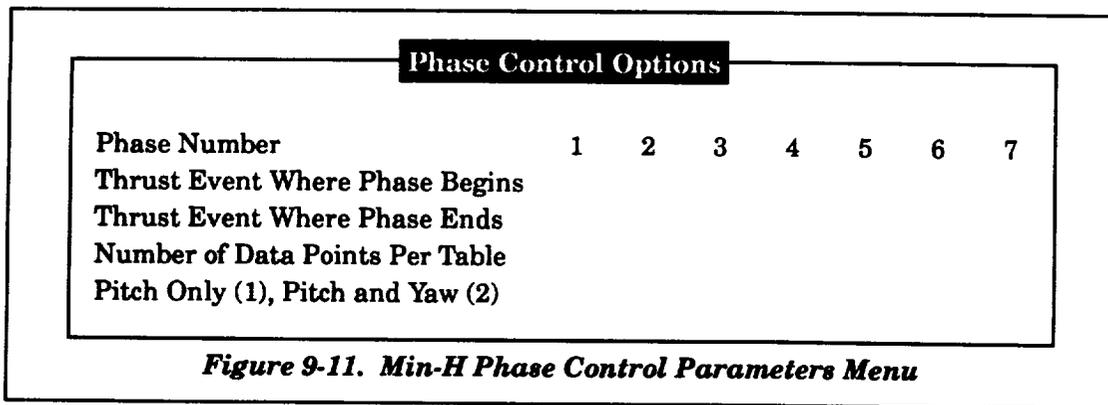 Phase Control Options
Phase Number 1 2 3 4 5 6 7
Thrust Event Where Phase Begins
Thrust Event Where Phase Ends
Number of Data Points Per Table
Pitch Only (1), Pitch and Yaw (2)
Figure 9-11. Min-H Phase Control Parameters Menu